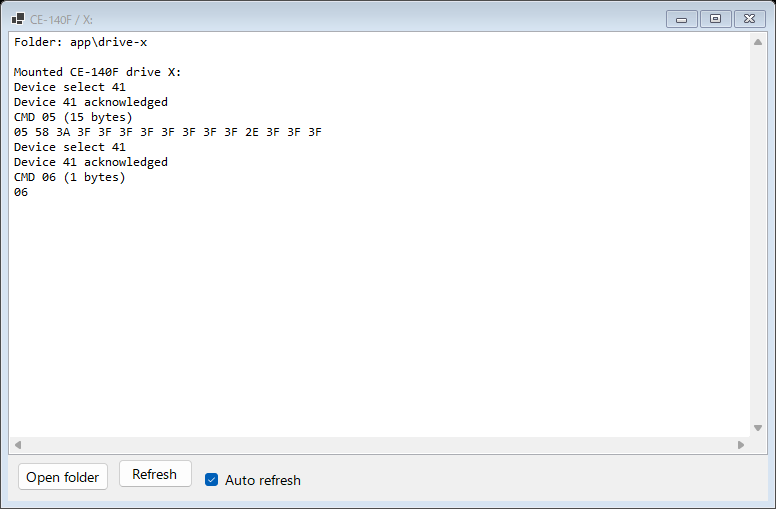 CE-140F / X:
Folder: app\drive-x
Mounted CE-140F drive X:
Device select 41
Device 41 acknowledged
CMD 05 (15 bytes)
05 58 3A 3F 3F 3F 3F 3F 3F 3F 3F 2E 3F 3F 3F
Device select 41
Device 41 acknowledged
CMD 06 (1 bytes)
06
Open folder
Refresh
Auto refresh